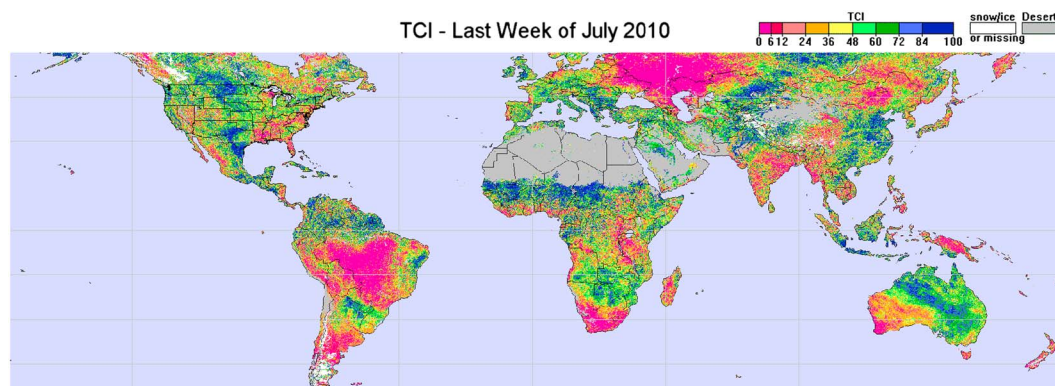 TCI - Last Week of July 2010
TCI
0 6 12 24 36 48 60 72 84 100
snow/ice
or missing
Desert